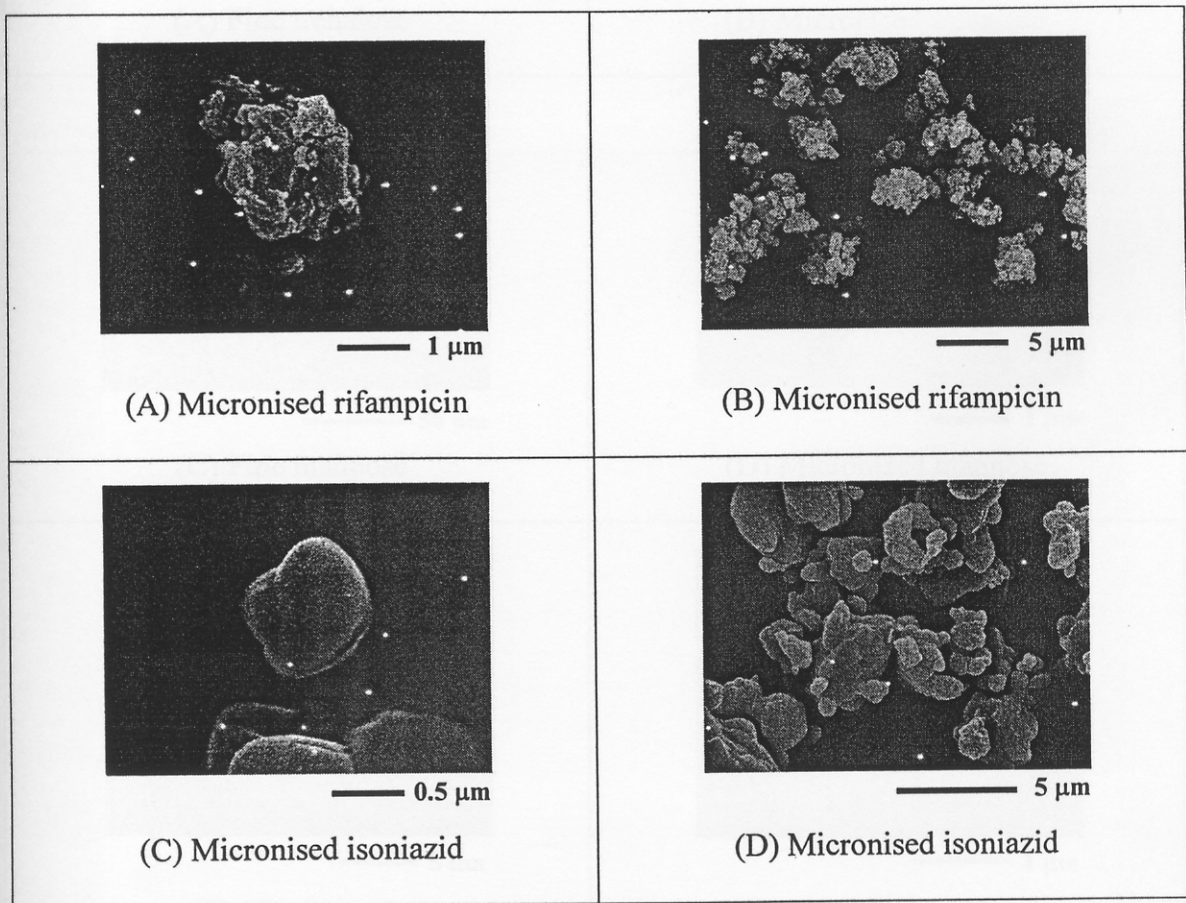 1 μm
(A) Micronised rifampicin
5 μm
(B) Micronised rifampicin
0.5 μm
(C) Micronised isoniazid
5 μm
(D) Micronised isoniazid